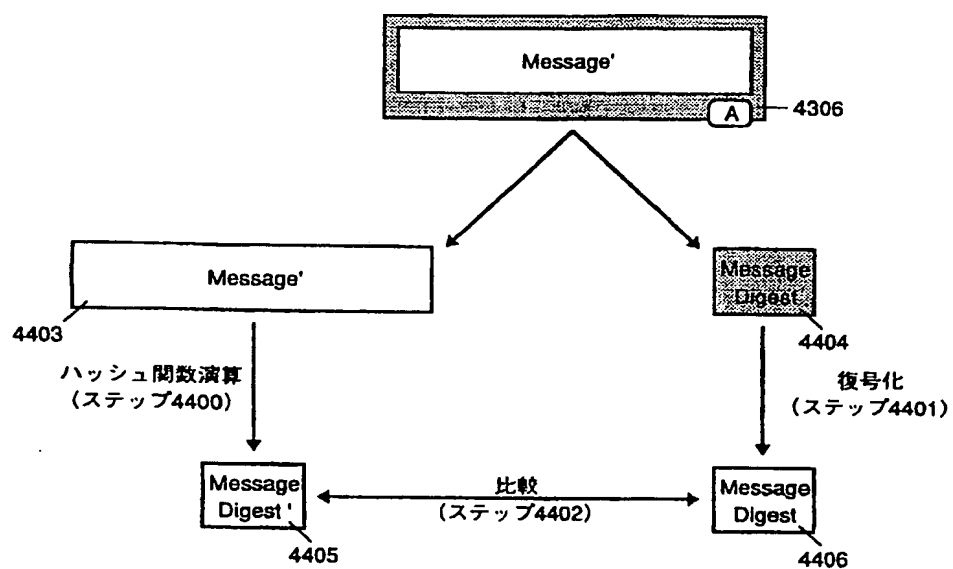 Message'
A
4306
Message'
4403
Message
Digest
4404
ハッシュ関数演算
(ステップ4400)
復号化
(ステップ4401)
Message
Digest '
4405
比較
(ステップ4402)
Message
Digest
4406